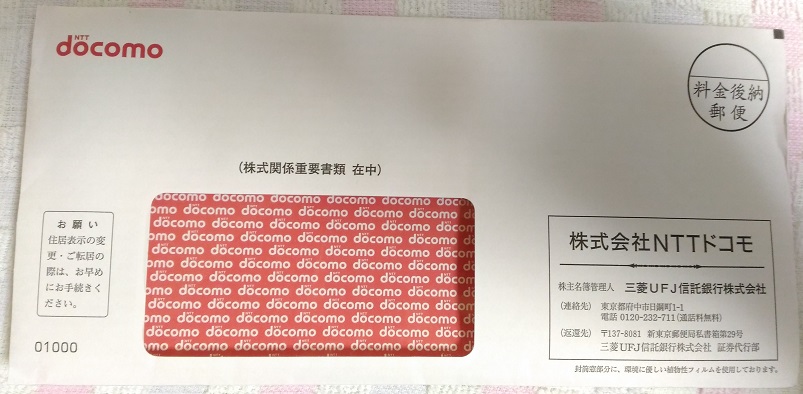 NTT
döcomo
料金後納
郵便
(株式関係重要書類 在中)
お願い
住居表示の変
更・ご転居の
際は、お早め
にお手続きく
ださい。
01000
株式会社NTTドコモ
株主名簿管理人 三菱UFJ信託銀行株式会社
(連絡先) 東京都府中市日鋼町1-1
電話 0120-232-711(通話料無料)
(返還先) 〒137-8081 新東京郵便局私書箱第29号
三菱UFJ信託銀行株式会社 証券代行部
封筒窓部分に、環境に優しい植物性フィルムを使用しております。